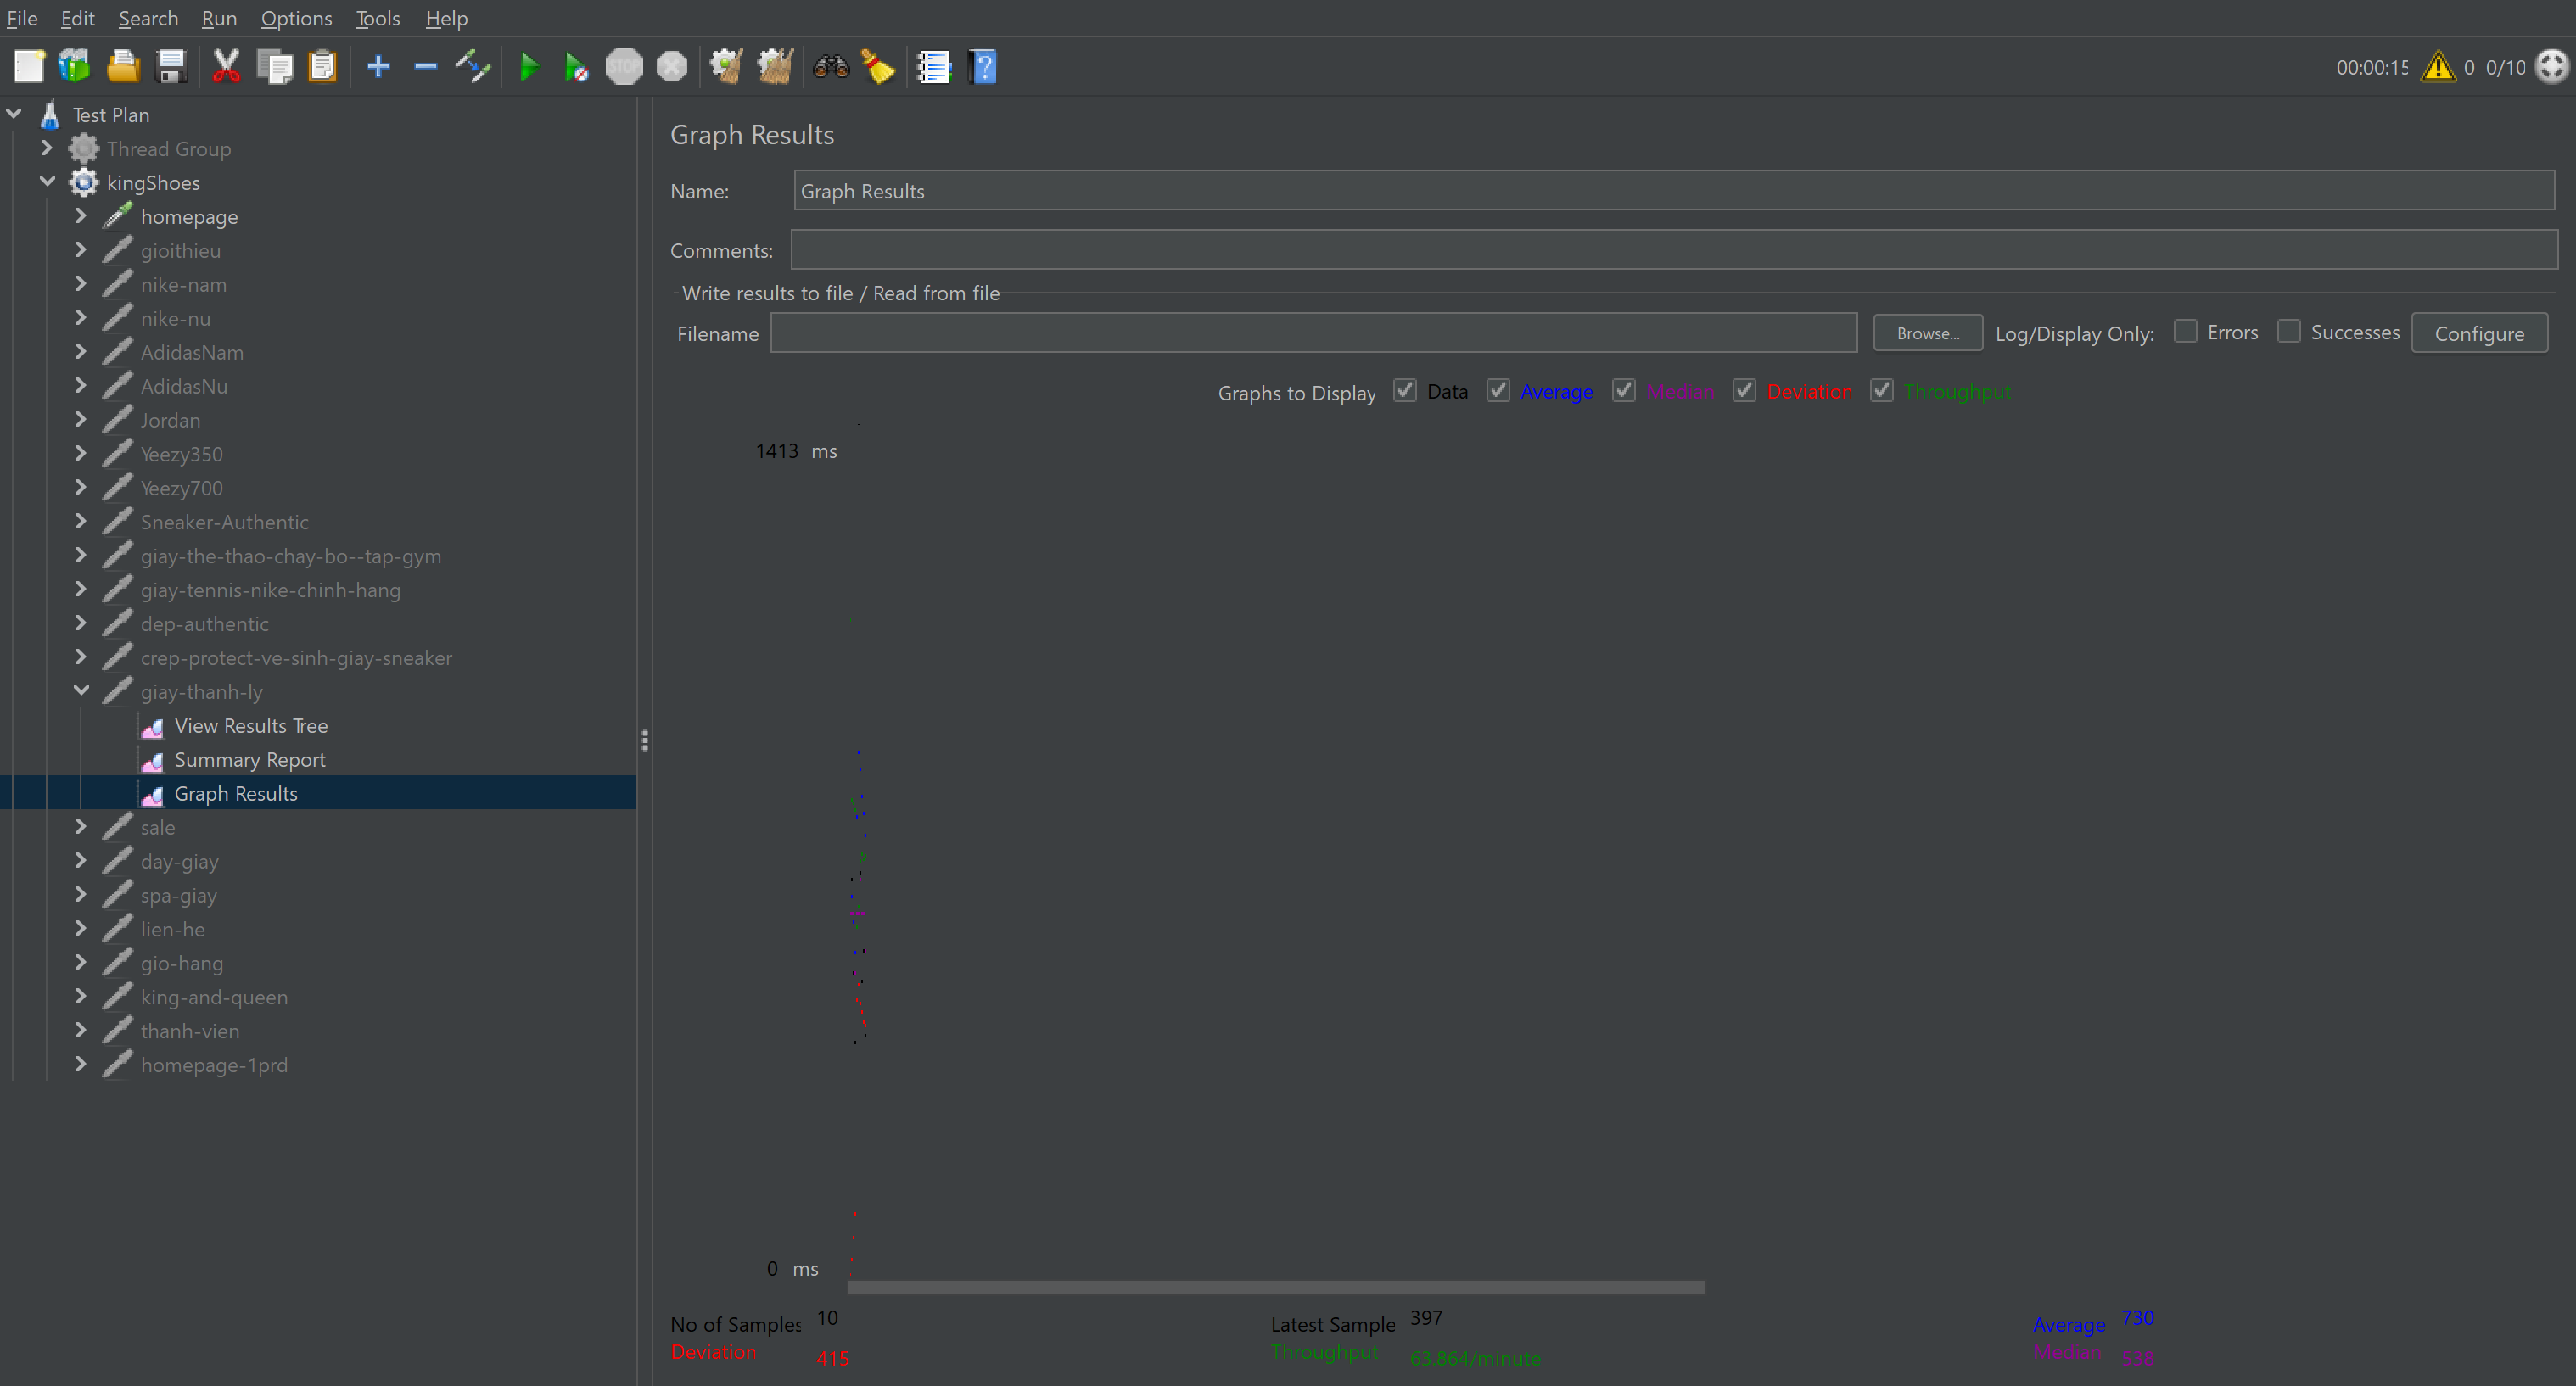 File Edit Search Run Options Tools Help
STOP
00:00:15 0 0/10
Test Plan
Thread Group
kingShoes
homepage
gioithieu
nike-nam
nike-nu
AdidasNam
AdidasNu
Jordan
Yeezy350
Yeezy700
Sneaker-Authentic
giay-the-thao-chay-bo--tap-gym
giay-tennis-nike-chinh-hang
dep-authentic
crep-protect-ve-sinh-giay-sneaker
giay-thanh-ly
View Results Tree
Summary Report
Graph Results
sale
day-giay
spa-giay
lien-he
gio-hang
king-and-queen
thanh-vien
homepage-1prd
Graph Results
Name: Graph Results
Comments:
Write results to file / Read from file
Filename Browse... Log/Display Only: Errors Successes Configure
Graphs to Display Data Average Median Deviation Throughput
1413 ms
0 ms
No of Samples 10 Latest Sample 397 Average 730
Deviation 415 Throughput 63.864/minute Median 538